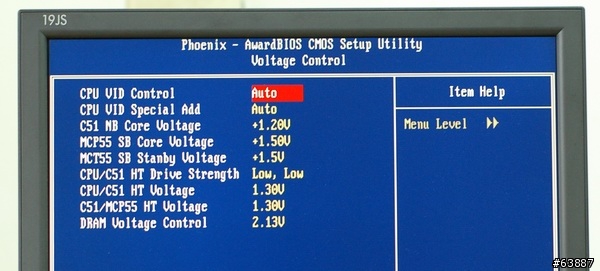 19JS
Phoenix - AwardBIOS CMOS Setup Utility
Voltage Control
CPU VID Control Auto
CPU VID Special Add Auto
C51 NB Core Voltage +1.20V
MCP55 SB Core Voltage +1.50V
MCT55 SB Stanby Voltage +1.5V
CPU/C51 HT Drive Strength Low, Low
CPU/C51 HT Voltage 1.30V
C51/MCP55 HT Voltage 1.30V
DRAM Voltage Control 2.13V
Item Help
Menu Level
#63887